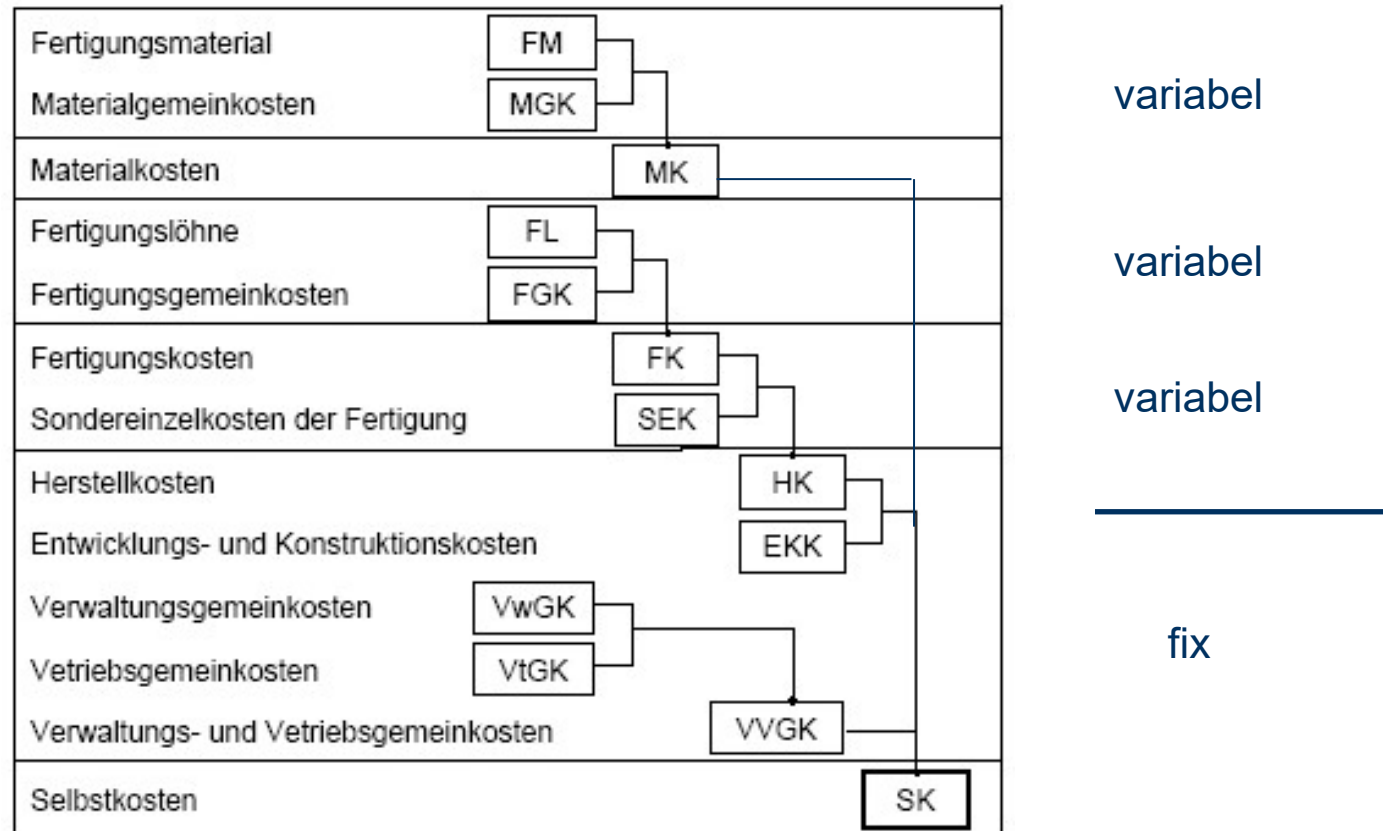 Fertigungsmaterial FM
variabel
Materialgemeinkosten MGK
Materialkosten MK
Fertigungslöhne FL
variabel
Fertigungsgemeinkosten FGK
Fertigungskosten FK
variabel
Sondereinzelkosten der Fertigung SEK
Herstellkosten HK
Entwicklungs- und Konstruktionskosten EKK
Verwaltungsgemeinkosten VwGK
fix
Vetriebsgemeinkosten VtGK
Verwaltungs- und Vetriebsgemeinkosten VVGK
Selbstkosten SK